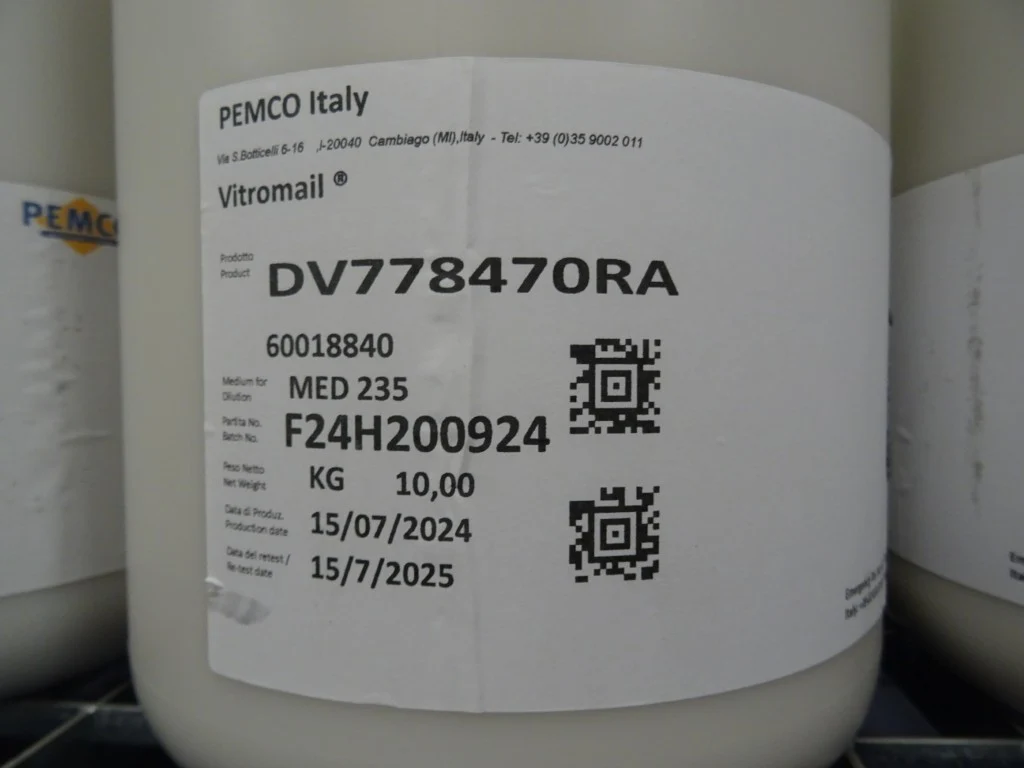 PEMCO Italy
Via S.Botticelli 6-16 ,I-20040 Cambiago (MI),Italy - Tel: +39 (0)35 9002 011
Vitromail ®
Prodotto
Product
DV778470RA
60018840
Medium for
Dilution
MED 235
Partita No.
Batch No.
F24H200924
Peso Netto
Net Weight
KG 10,00
Data di Produz.
Production date
15/07/2024
Data del retest /
Re-test date
15/7/2025
PEMCO
Emergency